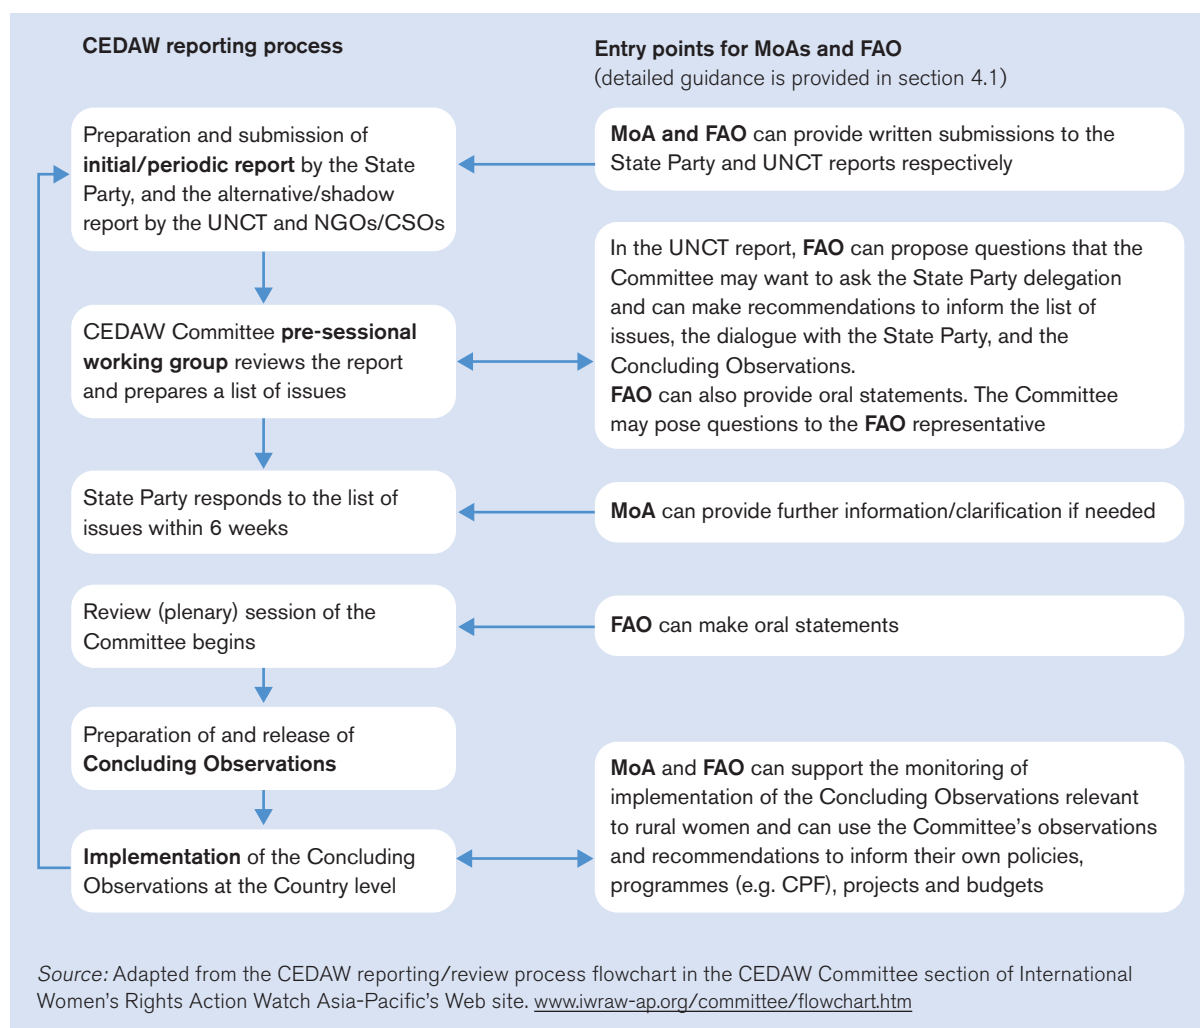 CEDAW reporting process
Entry points for MoAs and FAO
(detailed guidance is provided in section 4.1)
Preparation and submission of
initial/periodic report by the State
Party, and the alternative/shadow
report by the UNCT and NGOs/CSOs
MoA and FAO can provide written submissions to the
State Party and UNCT reports respectively
CEDAW Committee pre-sessional
working group reviews the report
and prepares a list of issues
In the UNCT report, FAO can propose questions that the
Committee may want to ask the State Party delegation
and can make recommendations to inform the list of
issues, the dialogue with the State Party, and the
Concluding Observations.
FAO can also provide oral statements. The Committee
may pose questions to the FAO representative
State Party responds to the list of
issues within 6 weeks
MoA can provide further information/clarification if needed
Review (plenary) session of the
Committee begins
FAO can make oral statements
Preparation of and release of
Concluding Observations
Implementation of the Concluding
Observations at the Country level
MoA and FAO can support the monitoring of
implementation of the Concluding Observations relevant
to rural women and can use the Committee's observations
and recommendations to inform their own policies,
programmes (e.g. CPF), projects and budgets
Source: Adapted from the CEDAW reporting/review process flowchart in the CEDAW Committee section of International
Women's Rights Action Watch Asia-Pacific's Web site. www.iwraw-ap.org/committee/flowchart.htm